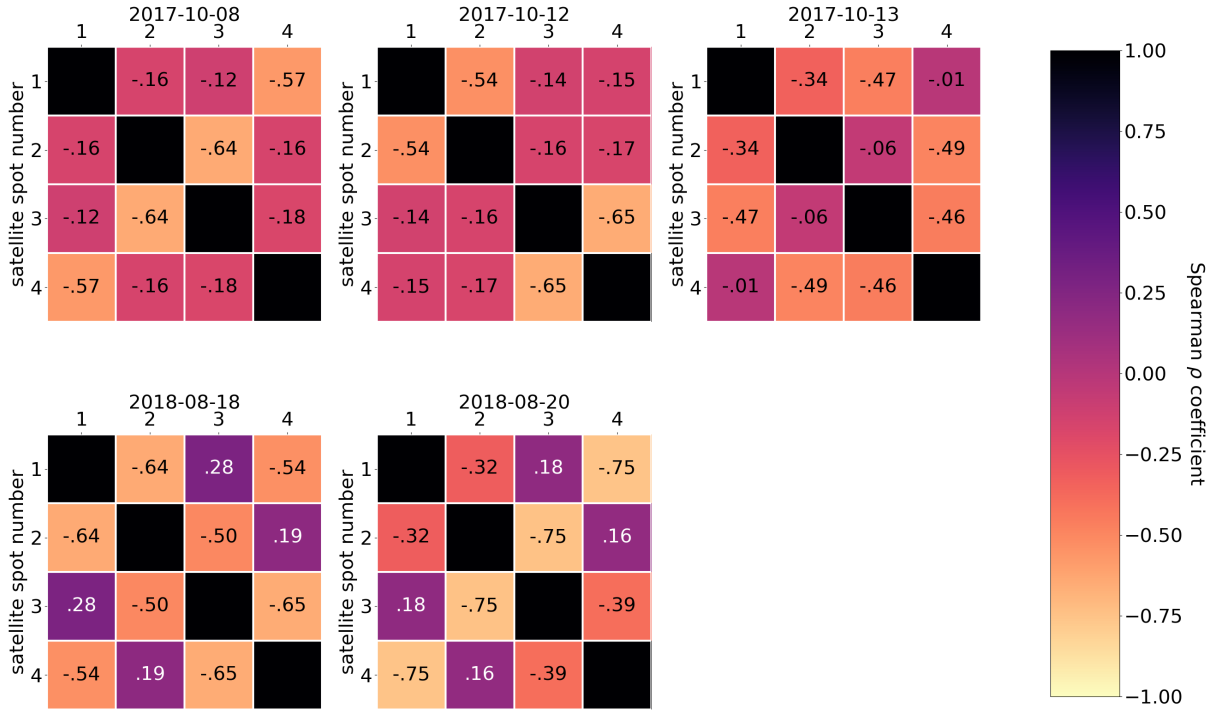 2017-10-08
1 2 3 4
satellite spot number
1 -.16 -.12 -.57
2 -.16 -.64 -.16
3 -.12 -.64 -.18
4 -.57 -.16 -.18
2017-10-12
1 2 3 4
satellite spot number
1 -.54 -.14 -.15
2 -.54 -.16 -.17
3 -.14 -.16 -.65
4 -.15 -.17 -.65
2017-10-13
1 2 3 4
satellite spot number
1 -.34 -.47 -.01
2 -.34 -.06 -.49
3 -.47 -.06 -.46
4 -.01 -.49 -.46
2018-08-18
1 2 3 4
satellite spot number
1 -.64 .28 -.54
2 -.64 -.50 .19
3 .28 -.50 -.65
4 -.54 .19 -.65
2018-08-20
1 2 3 4
satellite spot number
1 -.32 .18 -.75
2 -.32 -.75 .16
3 .18 -.75 -.39
4 -.75 .16 -.39
1.00
0.75
0.50
0.25
0.00
−0.25
−0.50
−0.75
−1.00
Spearman ρ coefficient